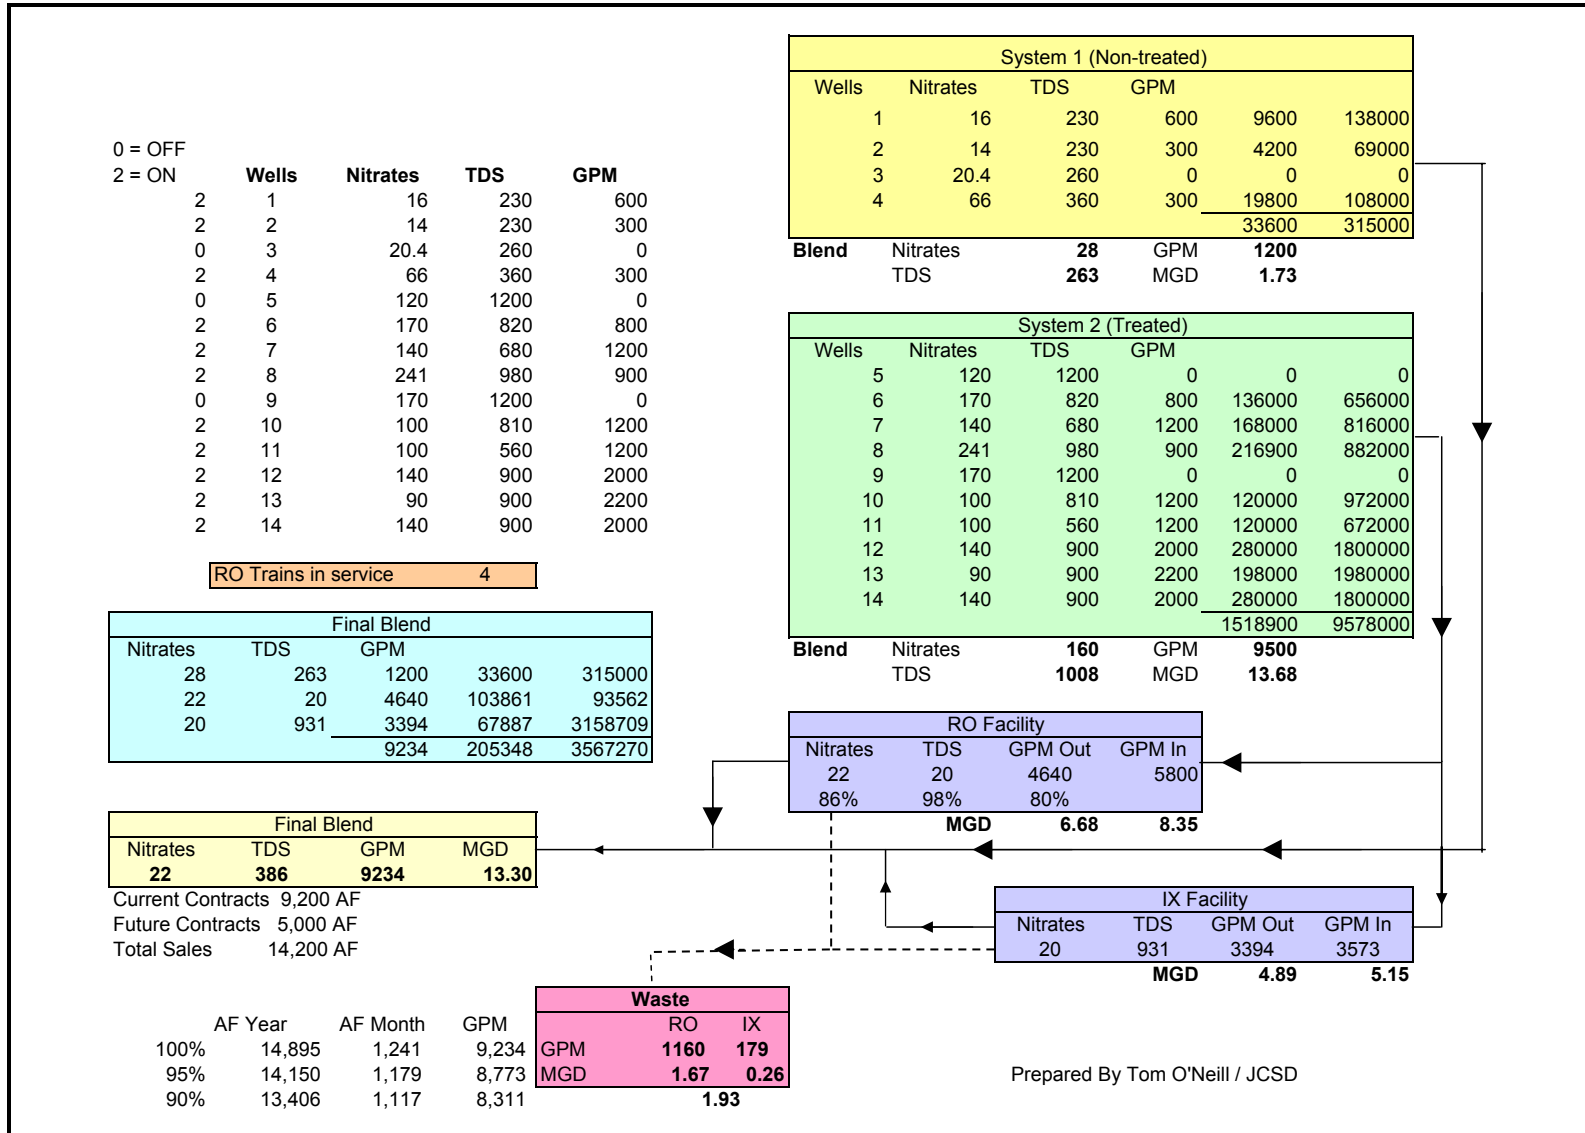 System 1 (Non-treated)
Wells Nitrates TDS GPM
1 16 230 600 9600 138000
2 14 230 300 4200 69000
3 20.4 260 0 0 0
4 66 360 300 19800 108000
33600 315000
Blend Nitrates 28 GPM 1200
TDS 263 MGD 1.73
0 = OFF
2 = ON Wells Nitrates TDS GPM
2 1 16 230 600
2 2 14 230 300
0 3 20.4 260 0
2 4 66 360 300
0 5 120 1200 0
2 6 170 820 800
2 7 140 680 1200
2 8 241 980 900
0 9 170 1200 0
2 10 100 810 1200
2 11 100 560 1200
2 12 140 900 2000
2 13 90 900 2200
2 14 140 900 2000
System 2 (Treated)
Wells Nitrates TDS GPM
5 120 1200 0 0 0
6 170 820 800 136000 656000
7 140 680 1200 168000 816000
8 241 980 900 216900 882000
9 170 1200 0 0 0
10 100 810 1200 120000 972000
11 100 560 1200 120000 672000
12 140 900 2000 280000 1800000
13 90 900 2200 198000 1980000
14 140 900 2000 280000 1800000
1518900 9578000
Blend Nitrates 160 GPM 9500
TDS 1008 MGD 13.68
RO Trains in service 4
Final Blend
Nitrates TDS GPM
28 263 1200 33600 315000
22 20 4640 103861 93562
20 931 3394 67887 3158709
9234 205348 3567270
RO Facility
Nitrates TDS GPM Out GPM In
22 20 4640 5800
86% 98% 80%
MGD 6.68 8.35
Final Blend
Nitrates TDS GPM MGD
22 386 9234 13.30
Current Contracts 9,200 AF
Future Contracts 5,000 AF
Total Sales 14,200 AF
IX Facility
Nitrates TDS GPM Out GPM In
20 931 3394 3573
MGD 4.89 5.15
Waste
RO IX
GPM 1160 179
MGD 1.67 0.26
1.93
AF Year AF Month GPM
100% 14,895 1,241 9,234
95% 14,150 1,179 8,773
90% 13,406 1,117 8,311
Prepared By Tom O'Neill / JCSD